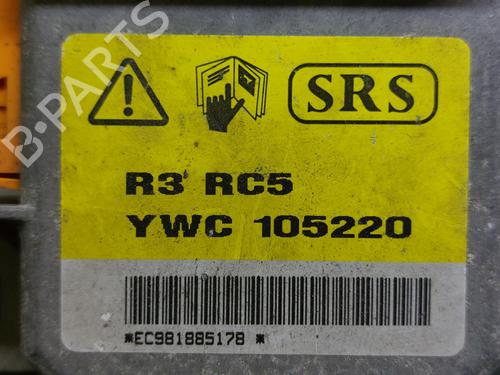 SRS
R3 RC5
YWC 105220
*EC981885178 *
B-PARTS